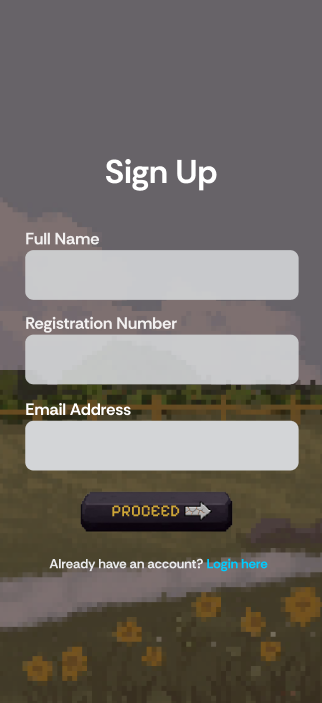 Sign Up
Full Name
Registration Number
Email Address
PROCEED
Already have an account? Login here